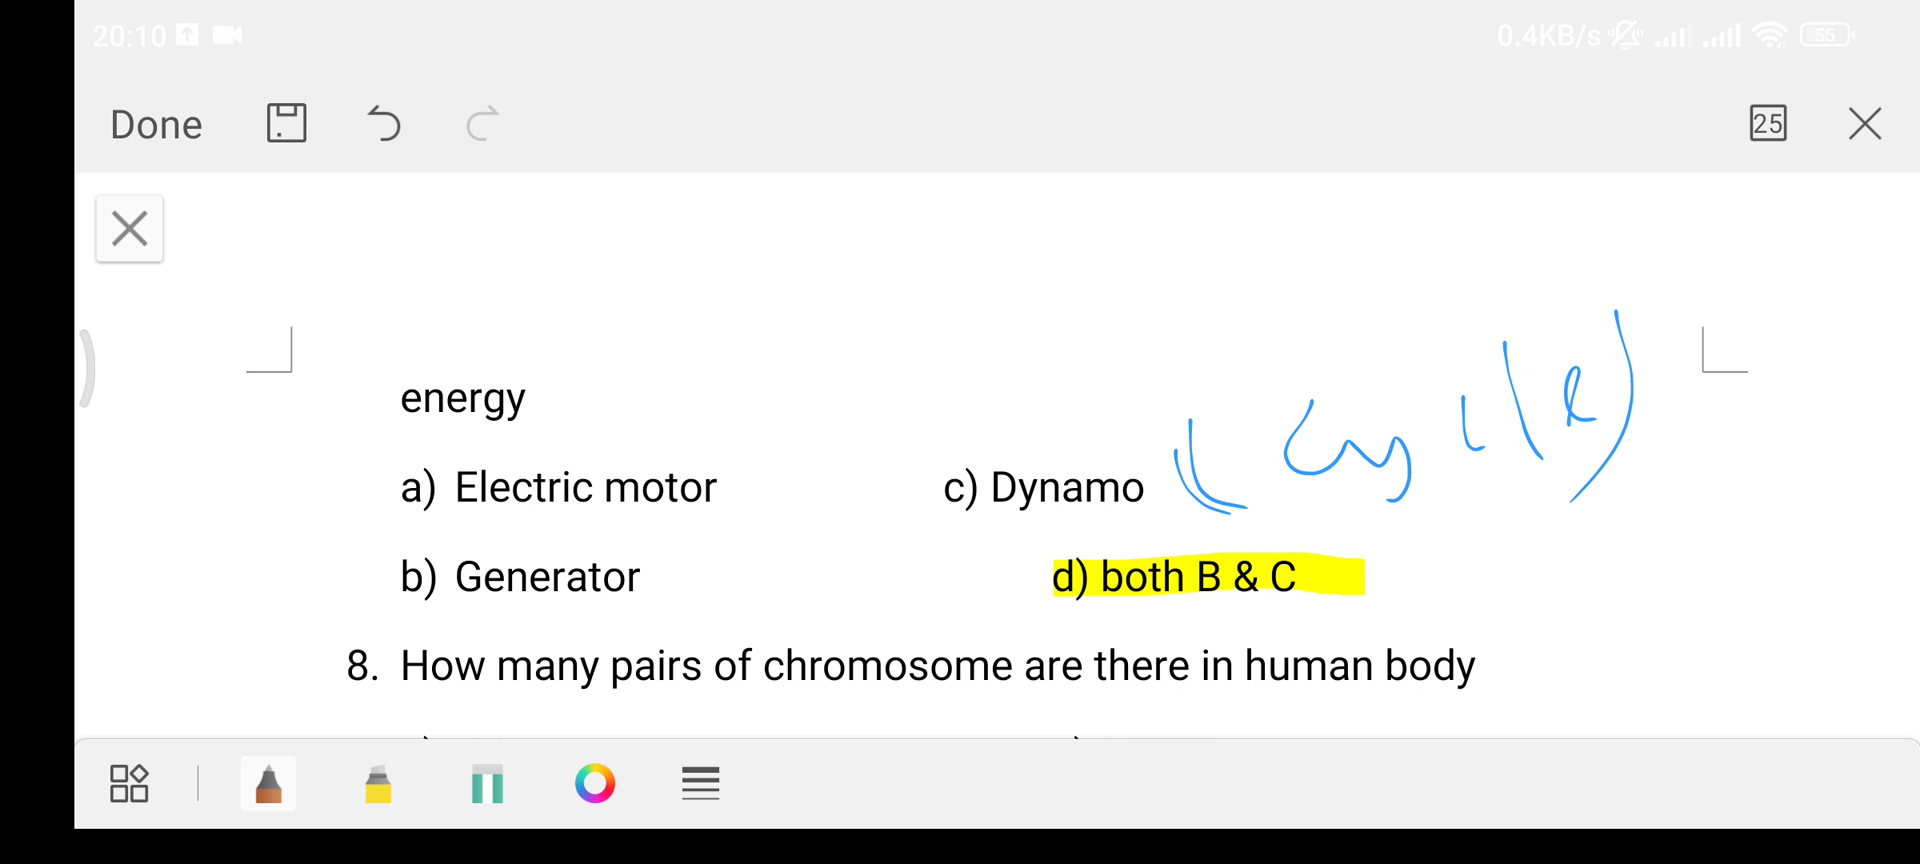 20:10 0.4KB/s 55
Done 25
energy
a) Electric motor c) Dynamo
b) Generator d) both B & C
8. How many pairs of chromosome are there in human body